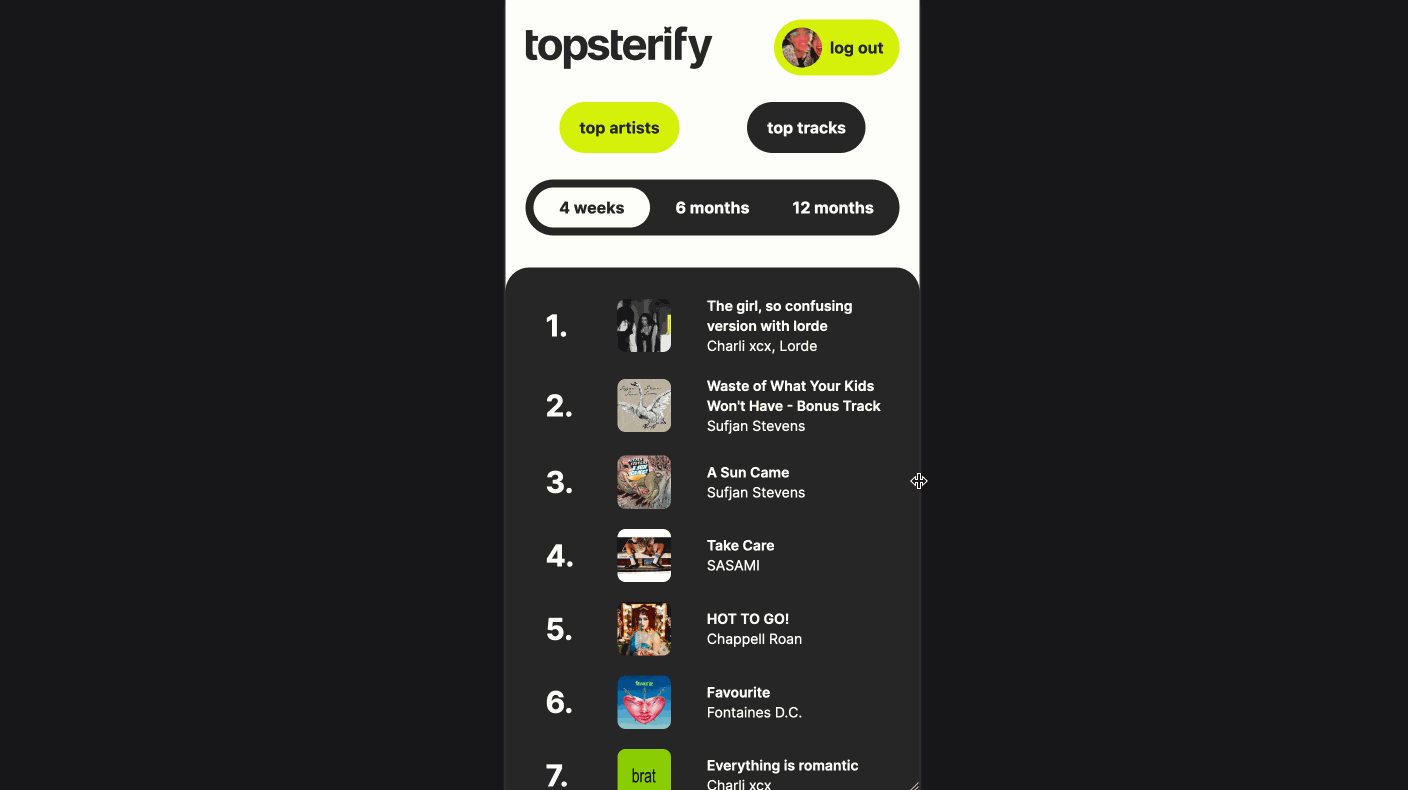 topsterify
log out
top artists
top tracks
4 weeks
6 months
12 months
1.
The girl, so confusing
version with lorde
Charli xcx, Lorde
2.
Waste of What Your Kids
Won't Have - Bonus Track
Sufjan Stevens
3.
A Sun Came
Sufjan Stevens
4.
Take Care
SASAMI
5.
HOT TO GO!
Chappell Roan
6.
Favourite
Fontaines D.C.
7.
brat
Everything is romantic
Charli xcx